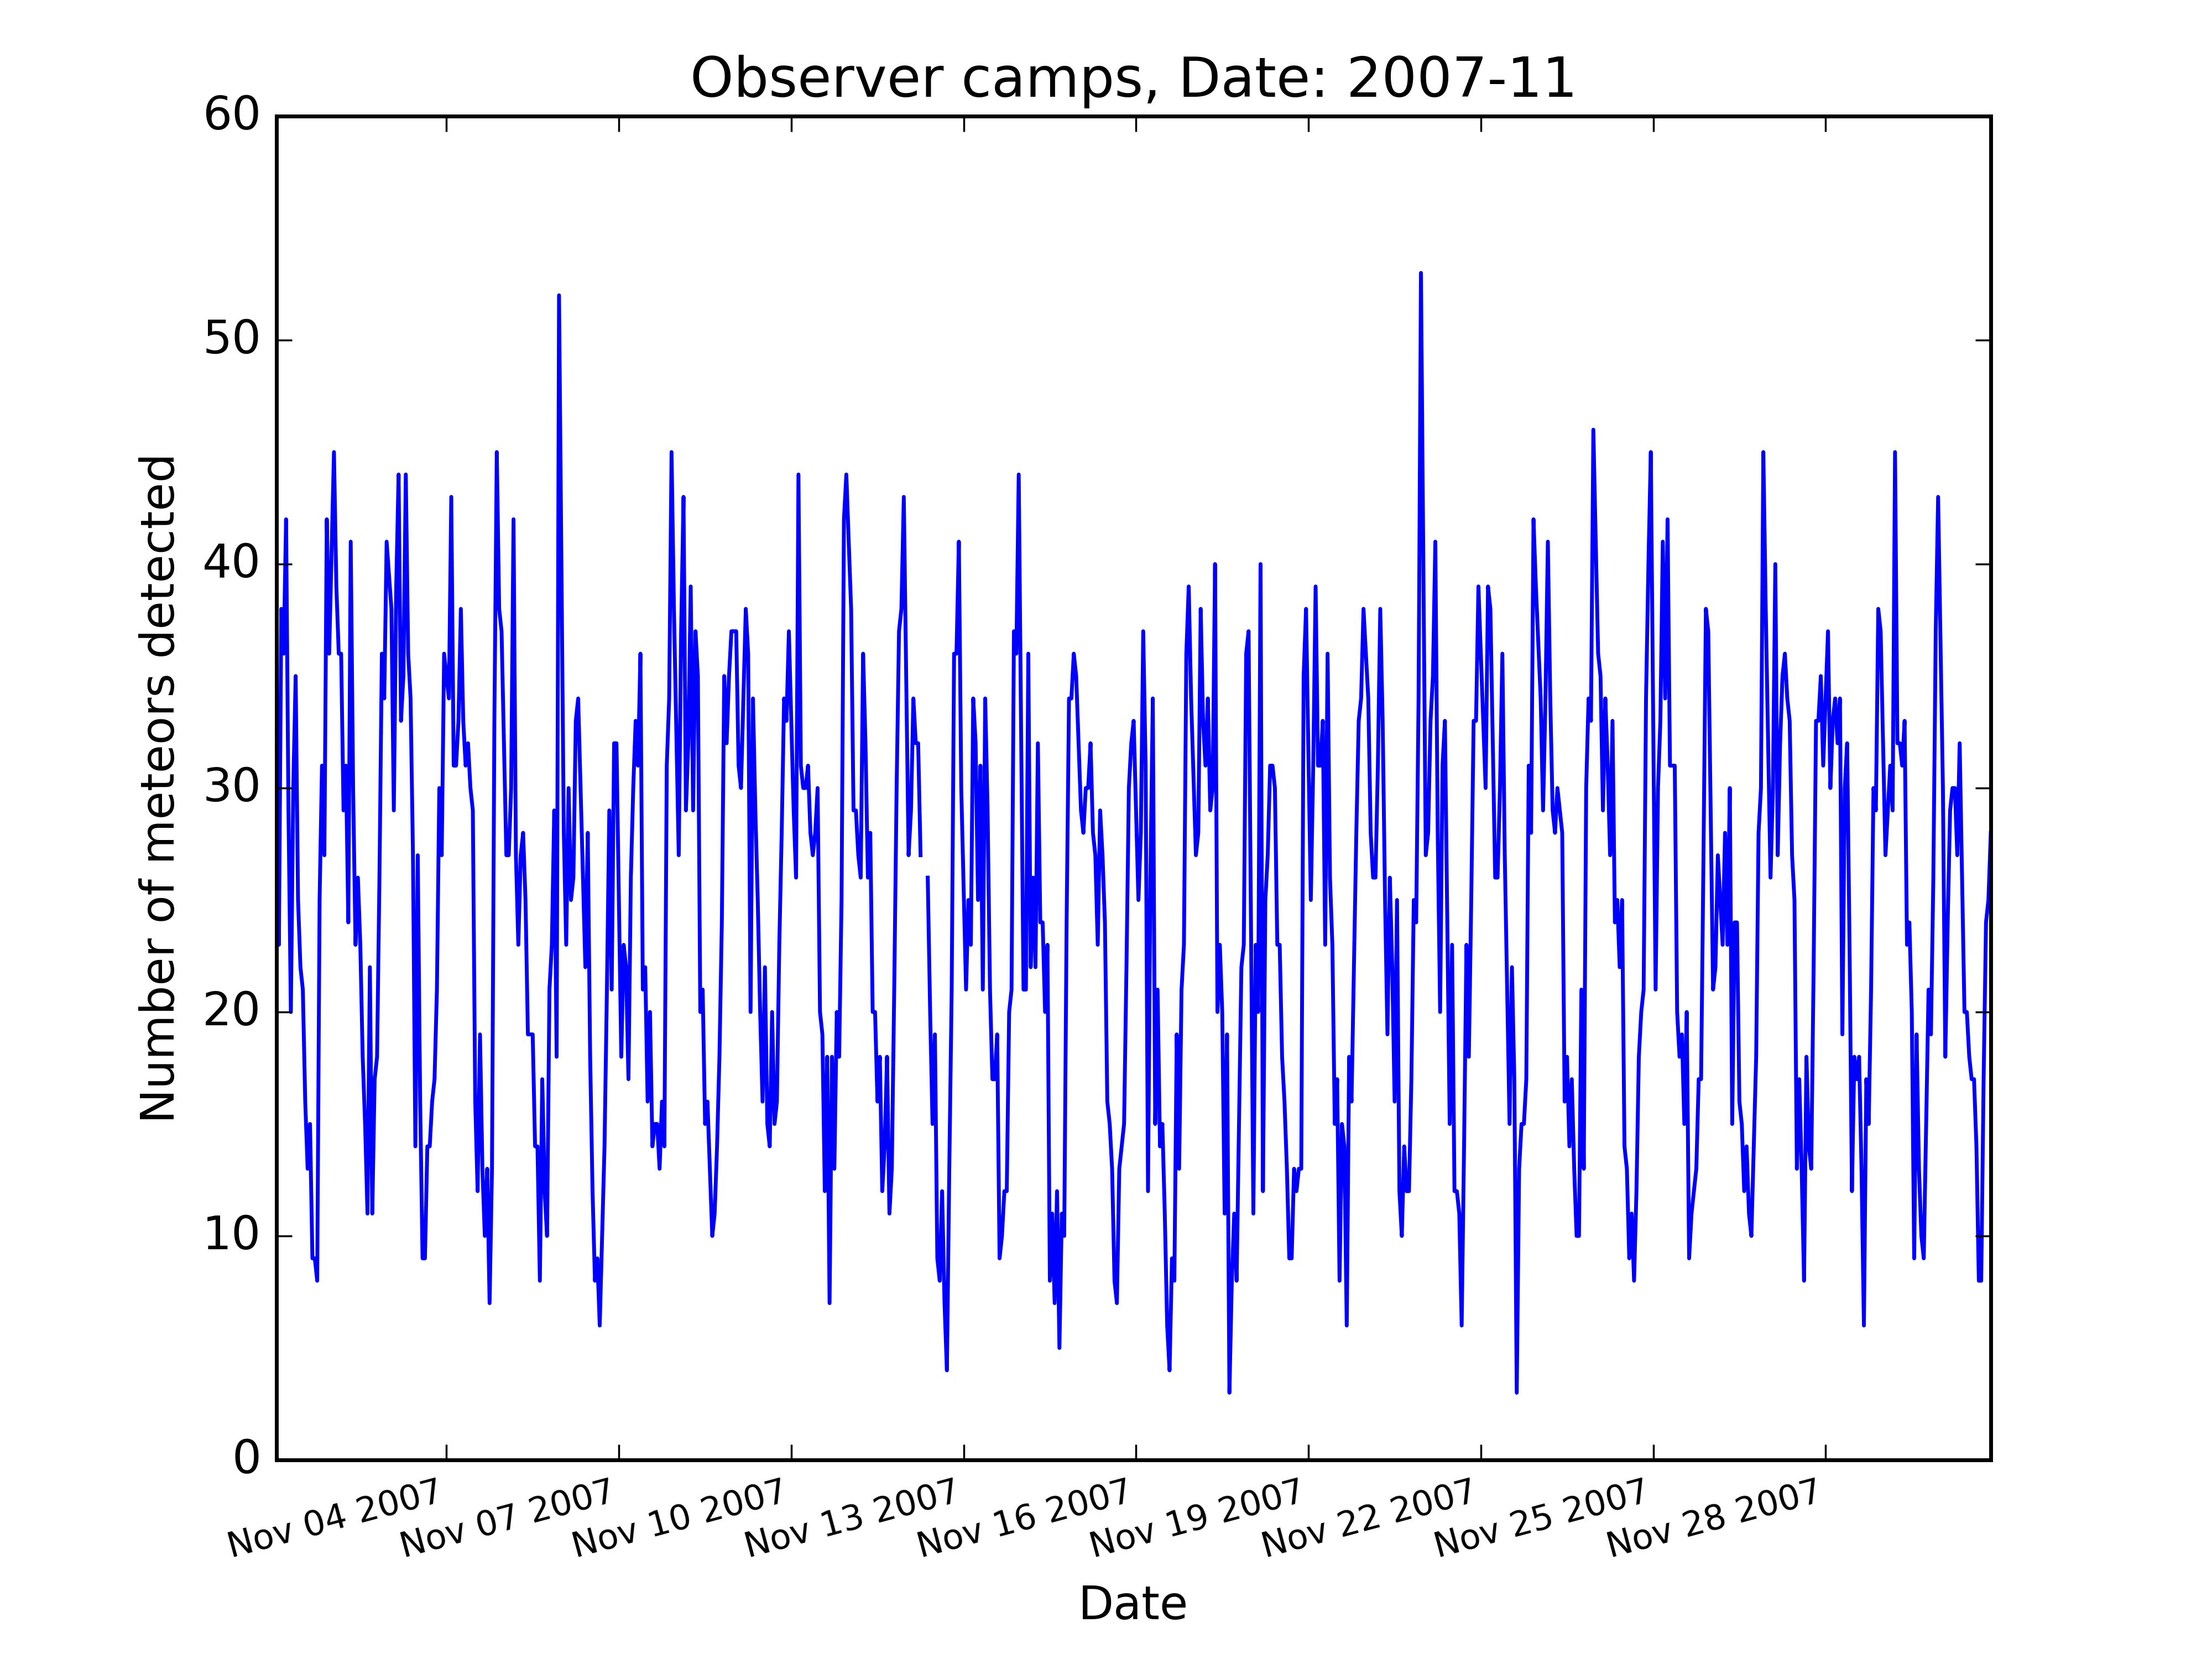 Observer camps, Date: 2007-11
60
50
40
30
20
10
0
Number of meteors detected
Nov 04 2007
Nov 07 2007
Nov 10 2007
Nov 13 2007
Nov 16 2007
Nov 19 2007
Nov 22 2007
Nov 25 2007
Nov 28 2007
Date